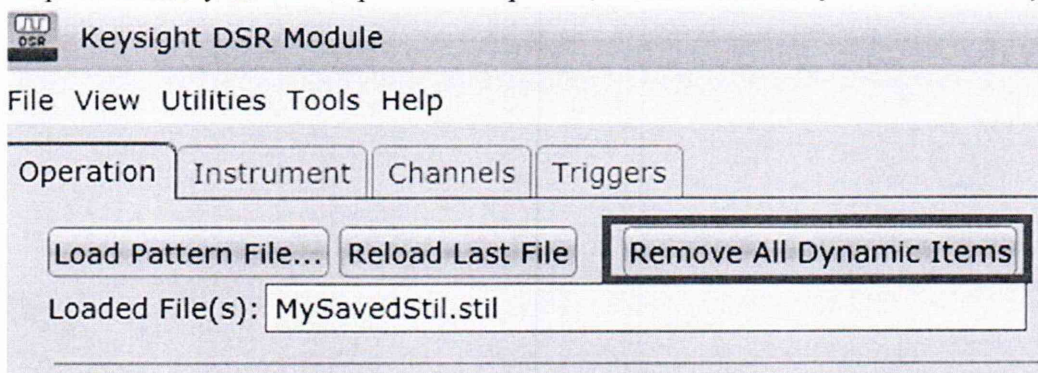 DSR
Keysight DSR Module
File View Utilities Tools Help
Operation Instrument Channels Triggers
Load Pattern File... Reload Last File Remove All Dynamic Items
Loaded File(s): MySavedStil.stil